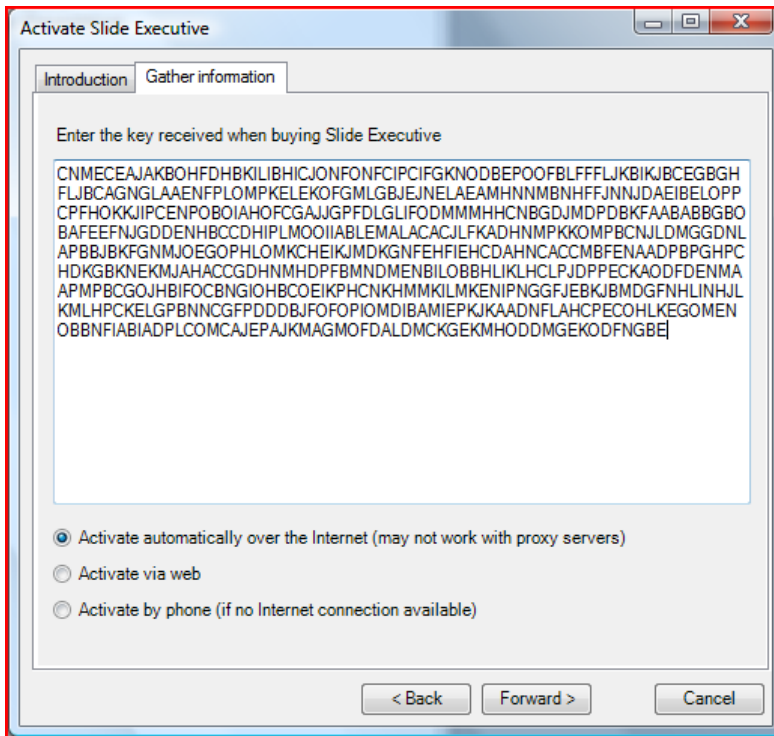 Activate Slide Executive
Introduction
Gather information
Enter the key received when buying Slide Executive
CNMECEAJAKBOHFDHBKILIBHICJONFONFCIPCIFGKNODBEPOOFBLFFFLJKBIKJBCEGBGH
FLJBCAGNGLAAENFPLOMPKELEKOFGMLGBJEJNELAEAMHNNMBNHFFJNNJDAEIBELOPP
CPFHOKKJIPCENPOBOIAHOFCGAJJGPFDLGLIFODMMMHHCNBGDJMDPDBKFAABABBGBO
BAFEEFNJGDDENHBCCDHIPLMOOIIABLEMALACACJLFKADHNMPKKOMPBCNJLDMGGDNL
APBBJBKFGNMJOEGOPHLOMKCHEIKJMDKGNFEHFIEHCDAHNCACCMBFENAADPBPGHPC
HDKGBKNEKMJAHACCGDHNMHDPFBMNDMENBILOBBHLIKLHCLPJDPPECKAODFDENMA
APMPBCGOJHBIFOCBNGIOHBCOEIKPHCNKHMMKILMKENIPNGGFJEBKJBMDGFNHLINHJL
KMLHPCKELGPBNNCGFPDDDBJFOFOPIOMDIBAMIEPKJKAADNFLAHCPECOHLKEGOMEN
OBBNFIABIADPLCOMCAJEPAJKMAGMOFDALDMCKGEKMHODDMGEKODFNGBE
Activate automatically over the Internet (may not work with proxy servers)
Activate via web
Activate by phone (if no Internet connection available)
< Back
Forward >
Cancel